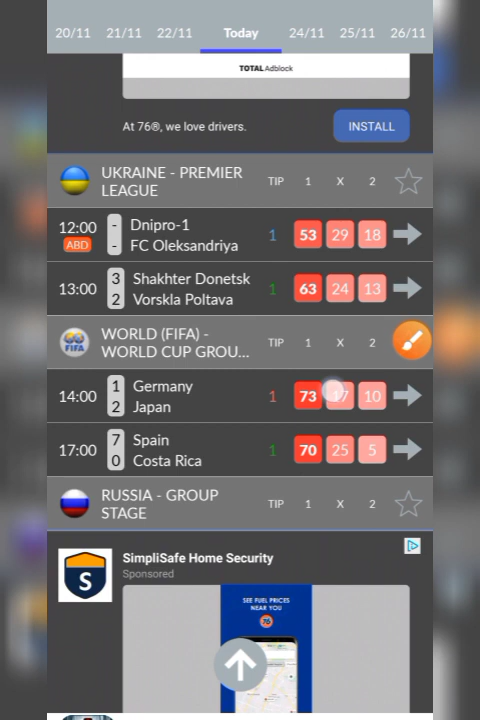 20/11 21/11 22/11 Today 24/11 25/11 26/11
TOTAL Adblock
At 76®, we love drivers. INSTALL
UKRAINE - PREMIER LEAGUE TIP 1 X 2
12:00 ABD - - Dnipro-1 FC Oleksandriya 1 53 29 18
13:00 3 2 Shakhter Donetsk Vorskla Poltava 1 63 24 13
WORLD (FIFA) - WORLD CUP GROU... TIP 1 X 2
FIFA
14:00 1 2 Germany Japan 1 73 17 10
17:00 7 0 Spain Costa Rica 1 70 25 5
RUSSIA - GROUP STAGE TIP 1 X 2
SimpliSafe Home Security
Sponsored
S
SEE FUEL PRICES
NEAR YOU
76